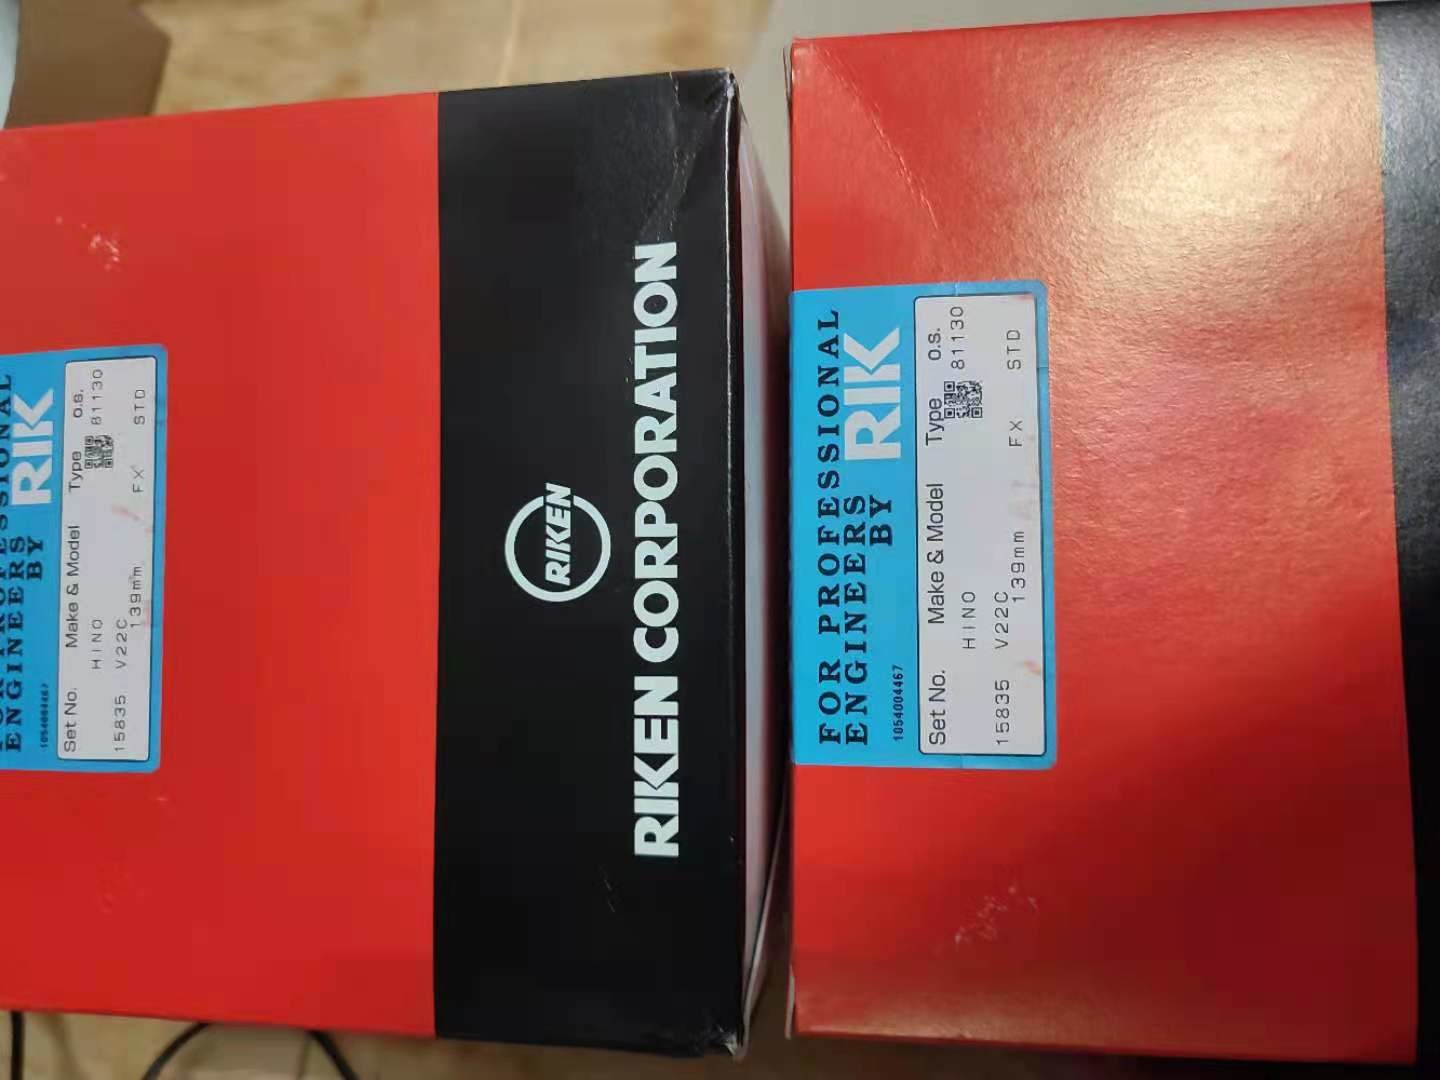 ENGINEERS
BY RIK
1054004467
Set No. Make & Model Type o.s.
HINO 81130
15835 V22C FX STD
139mm
RIKEN
RIKEN CORPORATION
FOR PROFESSIONAL
ENGINEERS
BY RIK
1054004467
Set No. Make & Model Type o.s.
HINO 81130
15835 V22C FX STD
139mm